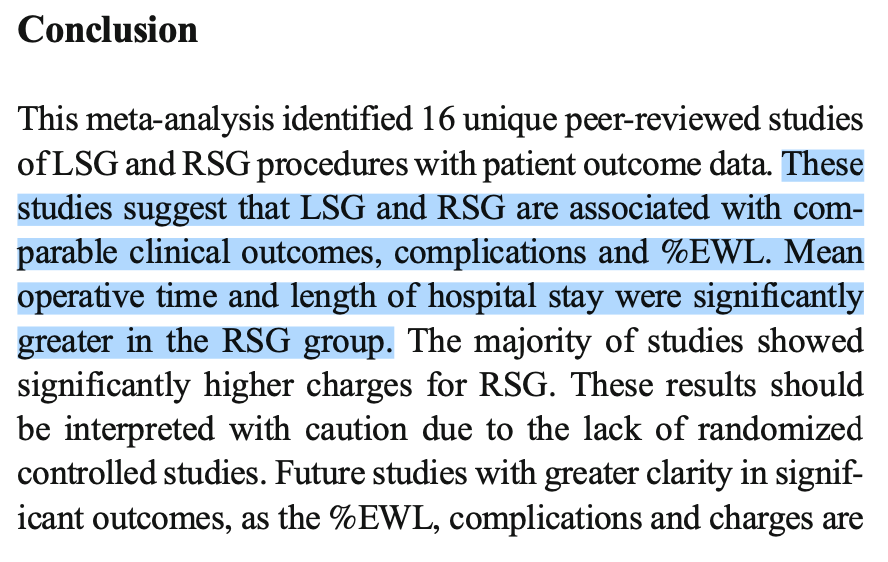 Conclusion
This meta-analysis identified 16 unique peer-reviewed studies
of LSG and RSG procedures with patient outcome data. These
studies suggest that LSG and RSG are associated with com-
parable clinical outcomes, complications and %EWL. Mean
operative time and length of hospital stay were significantly
greater in the RSG group. The majority of studies showed
significantly higher charges for RSG. These results should
be interpreted with caution due to the lack of randomized
controlled studies. Future studies with greater clarity in signif-
icant outcomes, as the %EWL, complications and charges are